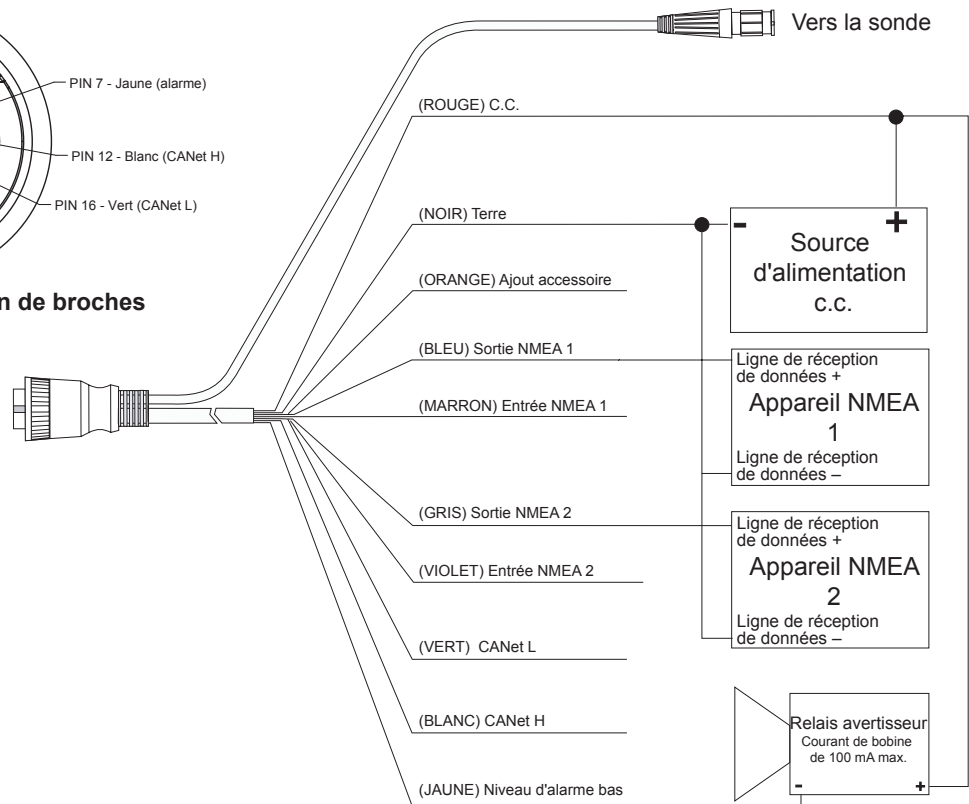 Vers la sonde
PIN 7 - Jaune (alarme)
PIN 12 - Blanc (CANet H)
PIN 16 - Vert (CANet L)
n de broches
(ROUGE) C.C.
(NOIR) Terre
(ORANGE) Ajout accessoire
(BLEU) Sortie NMEA 1
(MARRON) Entrée NMEA 1
(GRIS) Sortie NMEA 2
(VIOLET) Entrée NMEA 2
(VERT) CANet L
(BLANC) CANet H
(JAUNE) Niveau d'alarme bas
- +
Source
d'alimentation
c.c.
Ligne de réception
de données +
Appareil NMEA
1
Ligne de réception
de données –
Ligne de réception
de données +
Appareil NMEA
2
Ligne de réception
de données –
Relais avertisseur
Courant de bobine
de 100 mA max.
- +